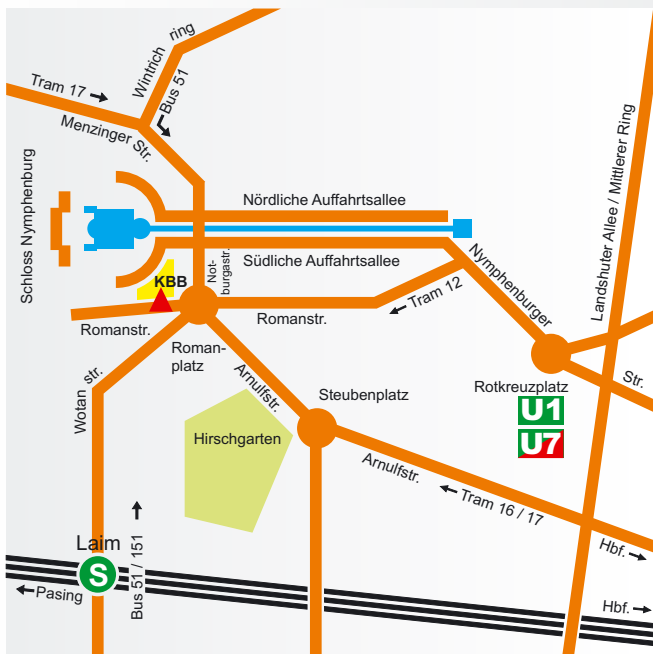 Wintrich
ring
Tram 17
Bus 51
Menzinger Str.
Schloss Nymphenburg
Nördliche Auffahrtsallee
Südliche Auffahrtsallee
Not-
burgastr.
KBB
Nymphenburger
Str.
Landshuter Allee / Mittlerer Ring
Tram 12
Romanstr.
Romanstr.
Roman-
platz
Rotkreuzplatz
U1
U7
Wotan
str.
Arnulfstr.
Steubenplatz
Hirschgarten
Arnulfstr.
Tram 16 / 17
Hbf.
Laim
S
Bus 51 / 151
Pasing
Hbf.